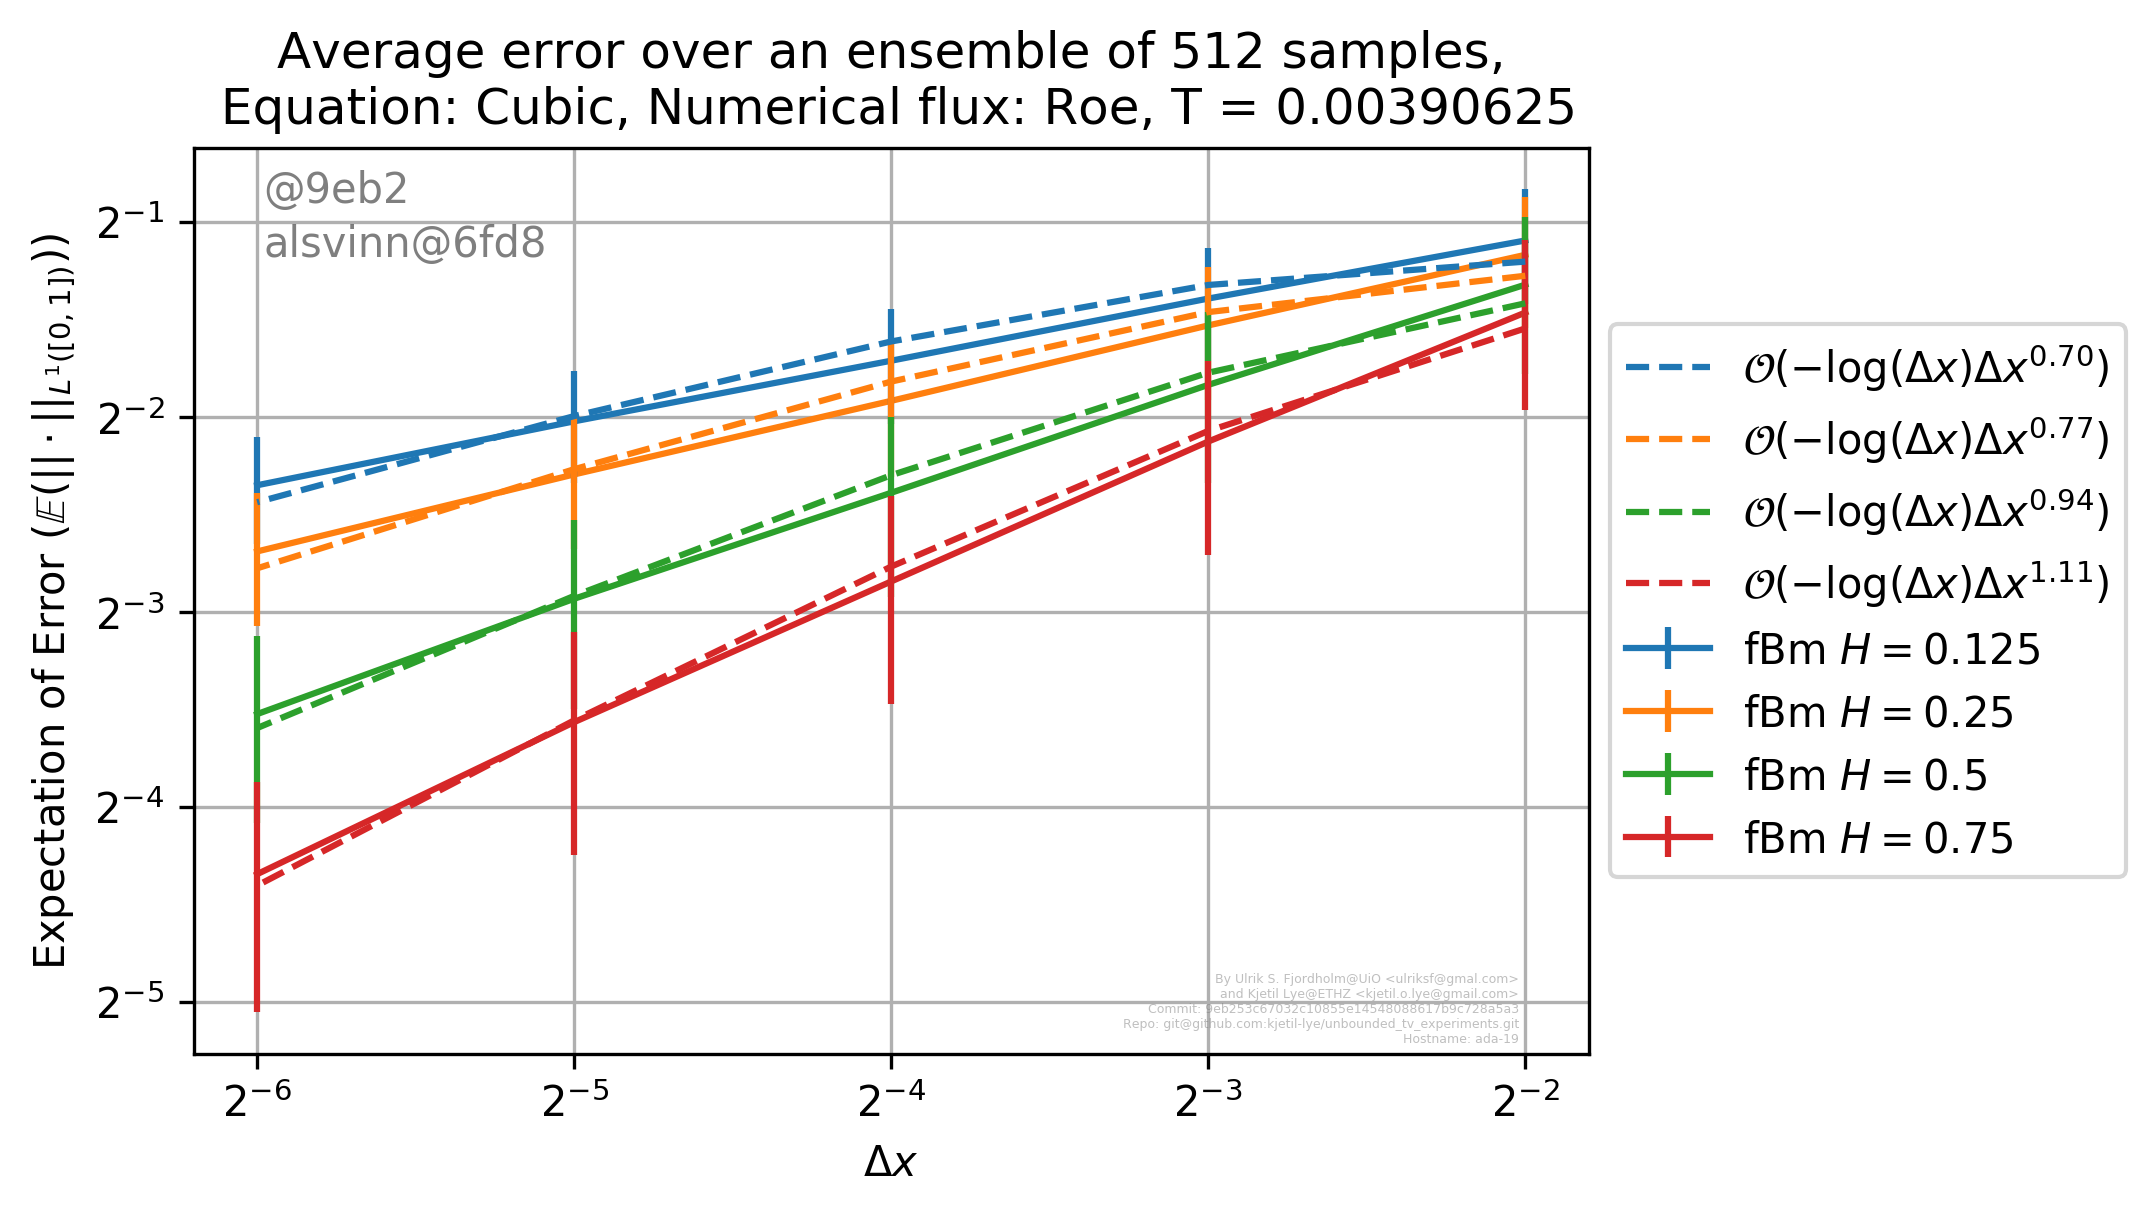 Average error over an ensemble of 512 samples,
Equation: Cubic, Numerical flux: Roe, T = 0.00390625
@9eb2
alsvinn@6fd8
Expectation of Error (𝔼(||·||_{L^1([0,1])}))
2^{−1}
2^{−2}
2^{−3}
2^{−4}
2^{−5}
By Ulrik S. Fjordholm@UiO <ulriksf@gmal.com>
and Kjetil Lye@ETHZ <kjetil.o.lye@gmail.com>
Commit: 9eb253c67032c10855e14548088617b9c728a5a3
Repo: git@github.com:kjetil-lye/unbounded_tv_experiments.git
Hostname: ada-19
2^{−6}
2^{−5}
2^{−4}
2^{−3}
2^{−2}
Δx
𝒪(−log(Δx)Δx^{0.70})
𝒪(−log(Δx)Δx^{0.77})
𝒪(−log(Δx)Δx^{0.94})
𝒪(−log(Δx)Δx^{1.11})
fBm H = 0.125
fBm H = 0.25
fBm H = 0.5
fBm H = 0.75